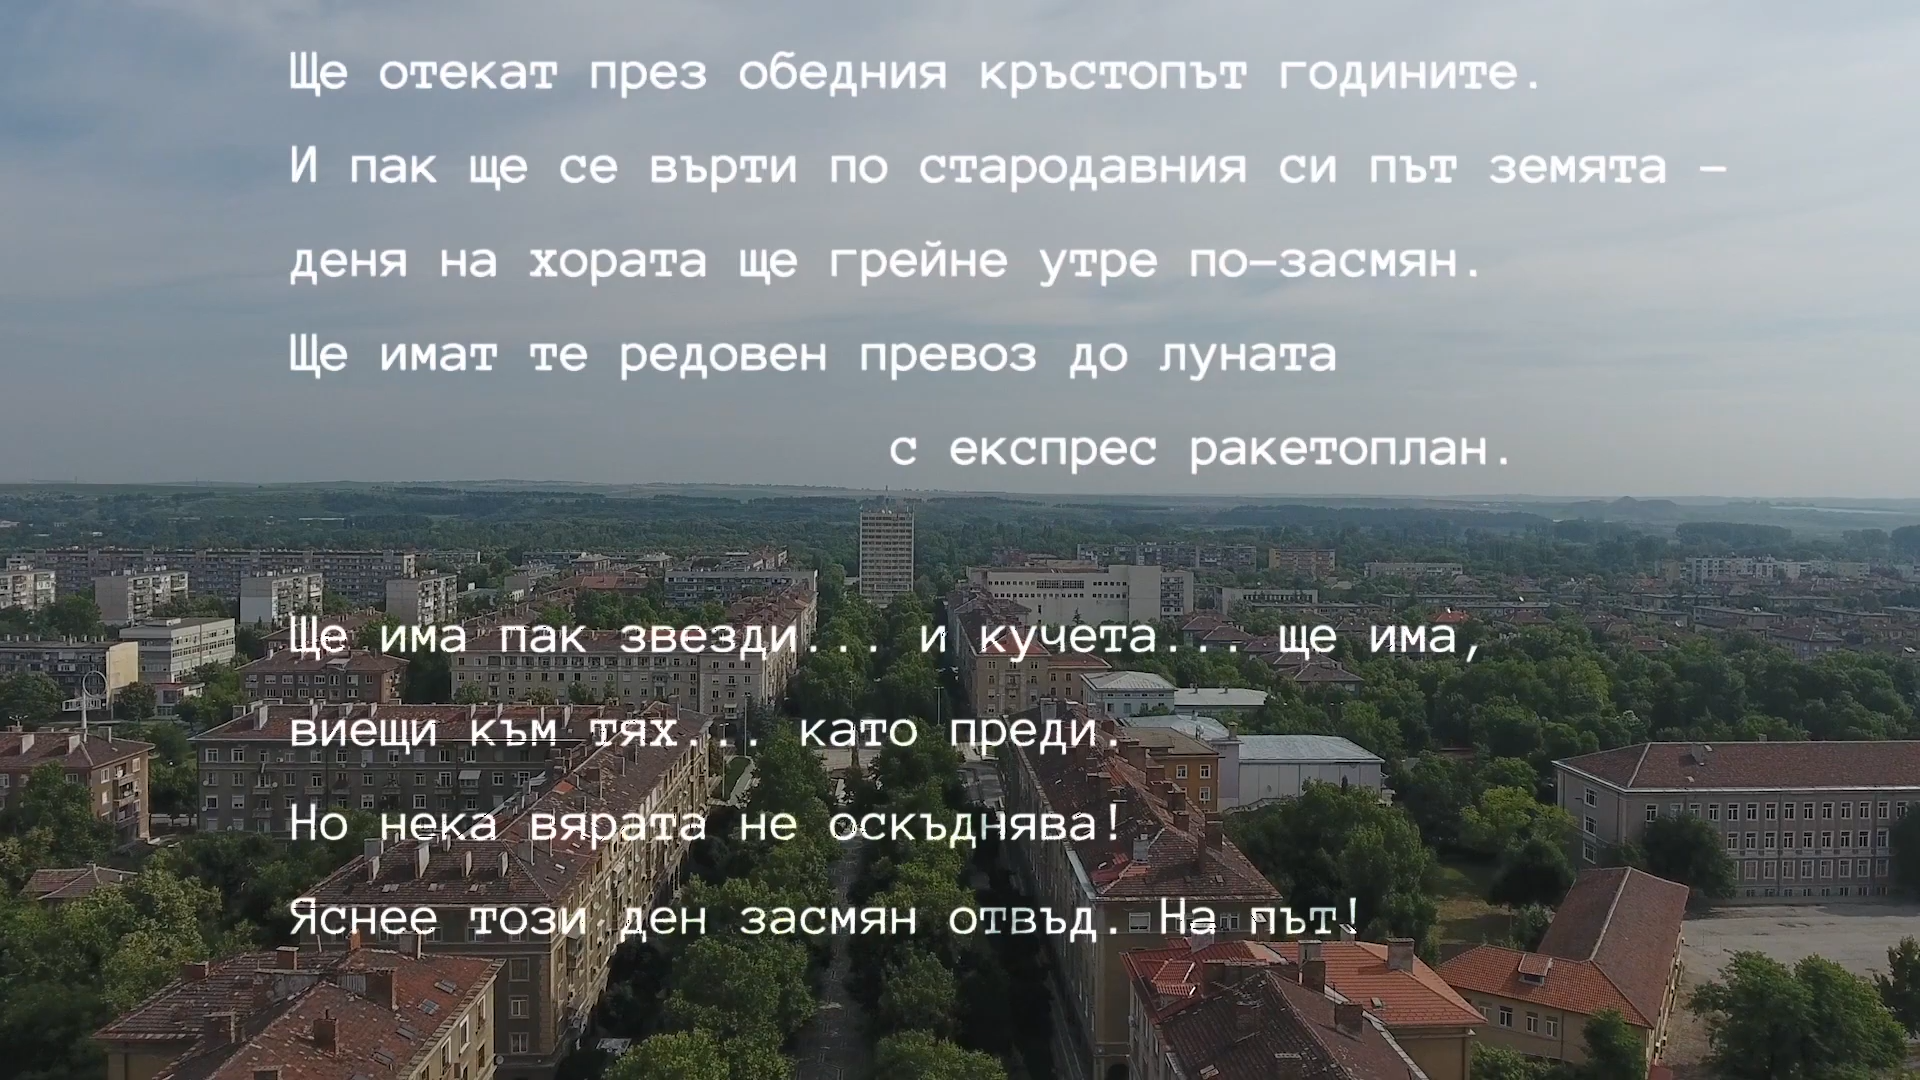 Ще отекат през обедния кръстопът годините.
И пак ще се върти по стародавния си път земята -
деня на хората ще грейне утре по-засмян.
Ще имат те редовен превоз до луната
с експрес ракетоплан.
Ще има пак звезди... и кучета... ще има,
виещи към тях... като преди.
Но нека вярата не оскъднява!
Яснее този ден засмян отвъд. На път!